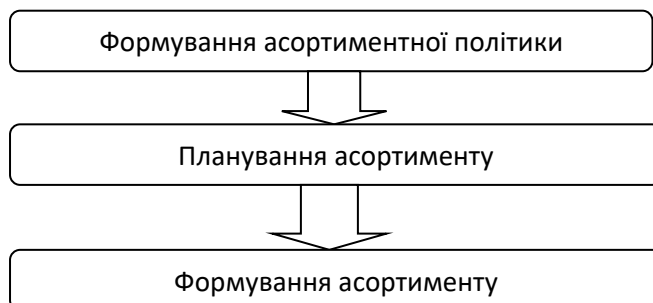 Формування асортиментної політики
Планування асортименту
Формування асортименту